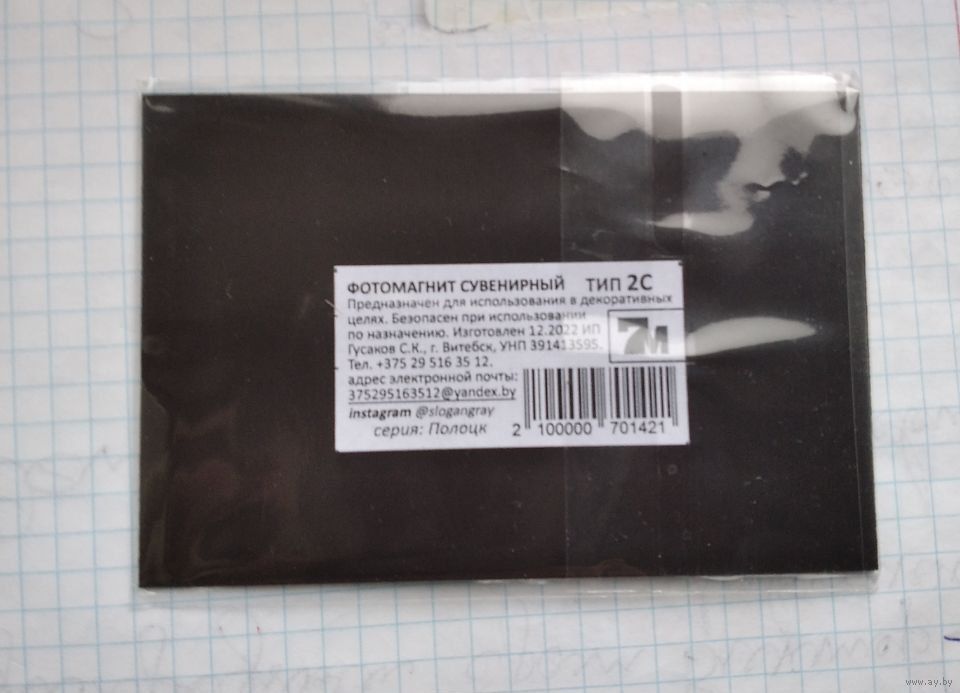 ФОТОМАГНИТ СУВЕНИРНЫЙ ТИП 2С
Предназначен для использования в декоративных
целях. Безопасен при использовании
по назначению. Изготовлен 12.2022 ИП
Гусаков С.К., г. Витебск, УНП 391413595.
Тел. +375 29 516 35 12.
адрес электронной почты:
375295163512@yandex.by
instagram @slogangray
серия: Полоцк
7М
2 100000 701421
www.ay.by